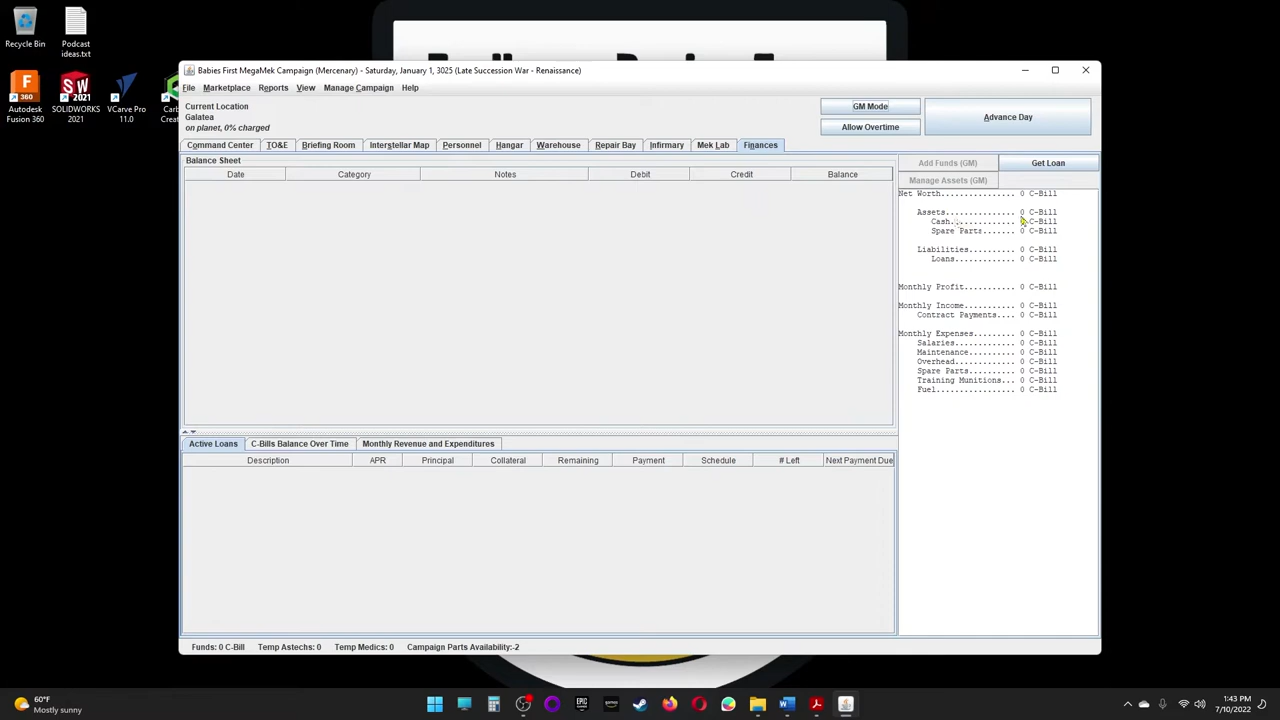 Recycle Bin
Podcast
ideas.txt
Autodesk
Fusion 360
SOLIDWORKS
2021
VCarve Pro
11.0
Babies First MegaMek Campaign (Mercenary) - Saturday, January 1, 3025 (Late Succession War - Renaissance)
File Marketplace Reports View Manage Campaign Help
Current Location
Galatea
on planet, 0% charged
GM Mode
Allow Overtime
Advance Day
Command Center TO&E Briefing Room Interstellar Map Personnel Hangar Warehouse Repair Bay Infirmary Mek Lab Finances
Balance Sheet
Date Category Notes Debit Credit Balance
Add Funds (GM) Get Loan
Manage Assets (GM)
Net Worth................ 0 C-Bill
Assets............... 0 C-Bill
Cash............. 0 C-Bill
Spare Parts....... 0 C-Bill
Liabilities.......... 0 C-Bill
Loans............. 0 C-Bill
Monthly Profit........... 0 C-Bill
Monthly Income........... 0 C-Bill
Contract Payments.... 0 C-Bill
Monthly Expenses......... 0 C-Bill
Salaries............. 0 C-Bill
Maintenance.......... 0 C-Bill
Overhead............. 0 C-Bill
Spare Parts.......... 0 C-Bill
Training Munitions... 0 C-Bill
Fuel................. 0 C-Bill
Active Loans C-Bills Balance Over Time Monthly Revenue and Expenditures
Description APR Principal Collateral Remaining Payment Schedule # Left Next Payment Due
Funds: 0 C-Bill Temp Astechs: 0 Temp Medics: 0 Campaign Parts Availability:-2
60°F
Mostly sunny
1:43 PM
7/10/2022